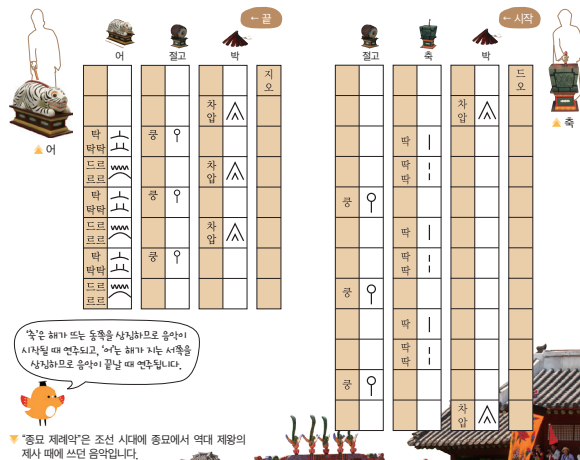 ← 끝
어 절고 박
어
지
오
차
압
탁 쿵
탁탁
드르 차
르르 압
탁 쿵
탁탁
드르 차
르르 압
탁 쿵
탁탁
드르
르르
← 시작
절고 축 박
축
드
오
차
압
딱
딱
딱
쿵
딱
딱
딱
쿵
딱
딱
딱
쿵
차
압
'축'은 해가 뜨는 동쪽을 상징하므로 음악이
시작될 때 연주되고, '어'는 해가 지는 서쪽을
상징하므로 음악이 끝날 때 연주됩니다.
"종묘 제례악"은 조선 시대에 종묘에서 역대 제왕의
제사 때에 쓰던 음악입니다.